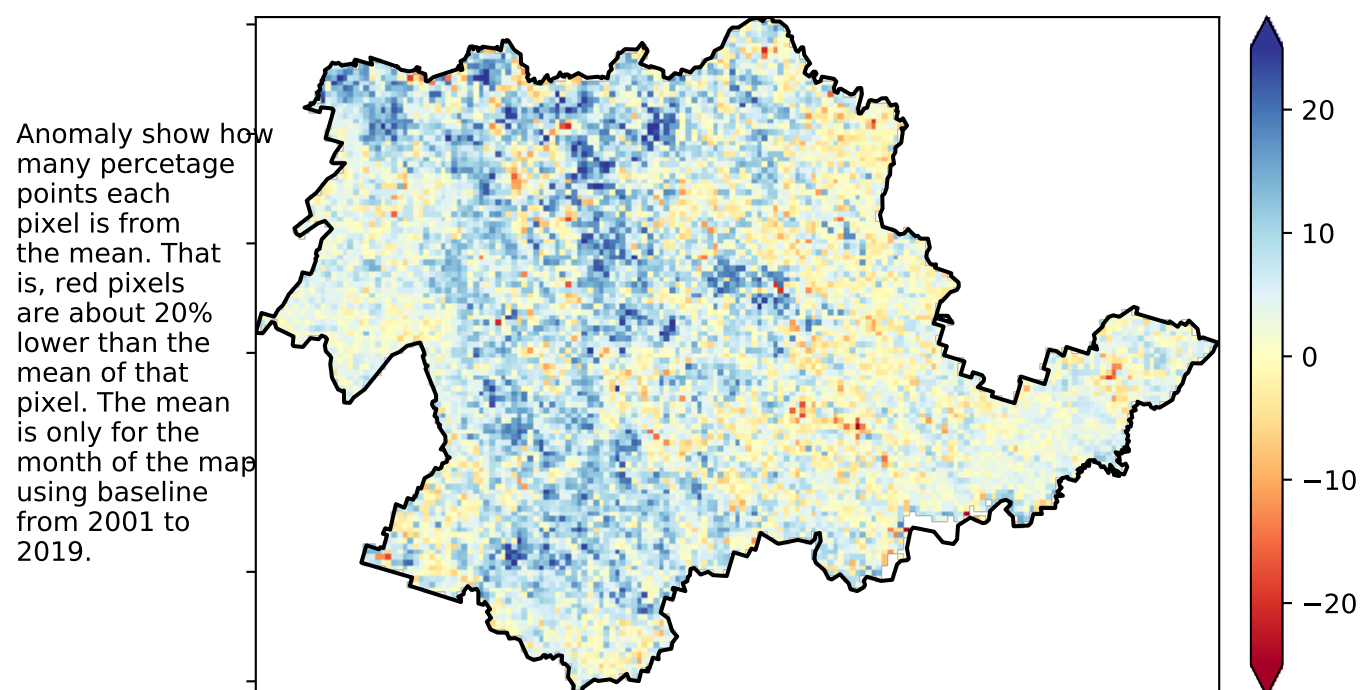 Anomaly show how
many percetage
points each
pixel is from
the mean. That
is, red pixels
are about 20%
lower than the
mean of that
pixel. The mean
is only for the
month of the map
using baseline
from 2001 to
2019.
20
10
0
−10
−20